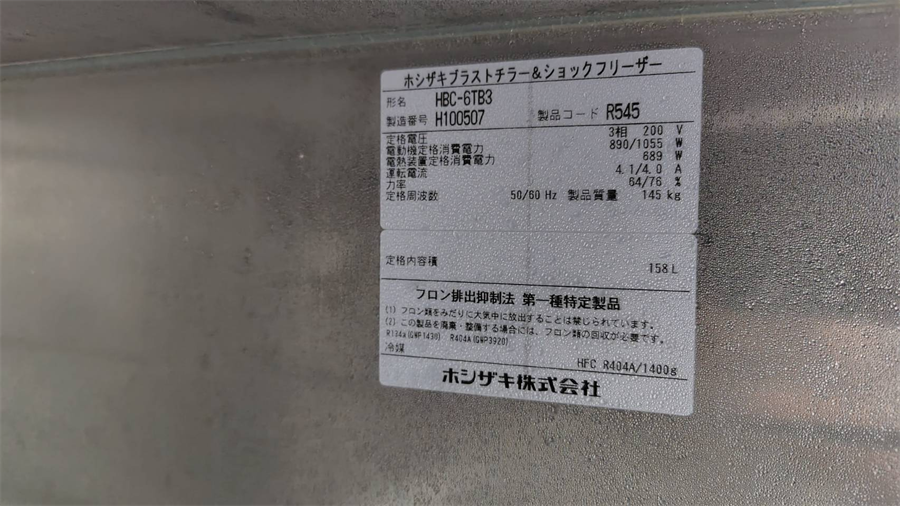 ホシザキブラストチラー&ショックフリーザー
形名 HBC-6TB3
製造番号 H100507 製品コード R545
定格電圧 3相 200 V
電動機定格消費電力 890/1055 W
電熱装置定格消費電力 689 W
運転電流 4.1/4.0 A
力率 64/76 %
定格周波数 50/60 Hz 製品質量 145 kg
定格内容積 158 L
フロン排出抑制法 第一種特定製品
(1) フロン類をみだりに大気中に放出することは禁じられています。
(2) この製品を廃棄・整備する場合には、フロン類の回収が必要です。
R134a(GWP1430) R404A(GWP3920)
冷媒 HFC R404A/1400g
ホシザキ株式会社